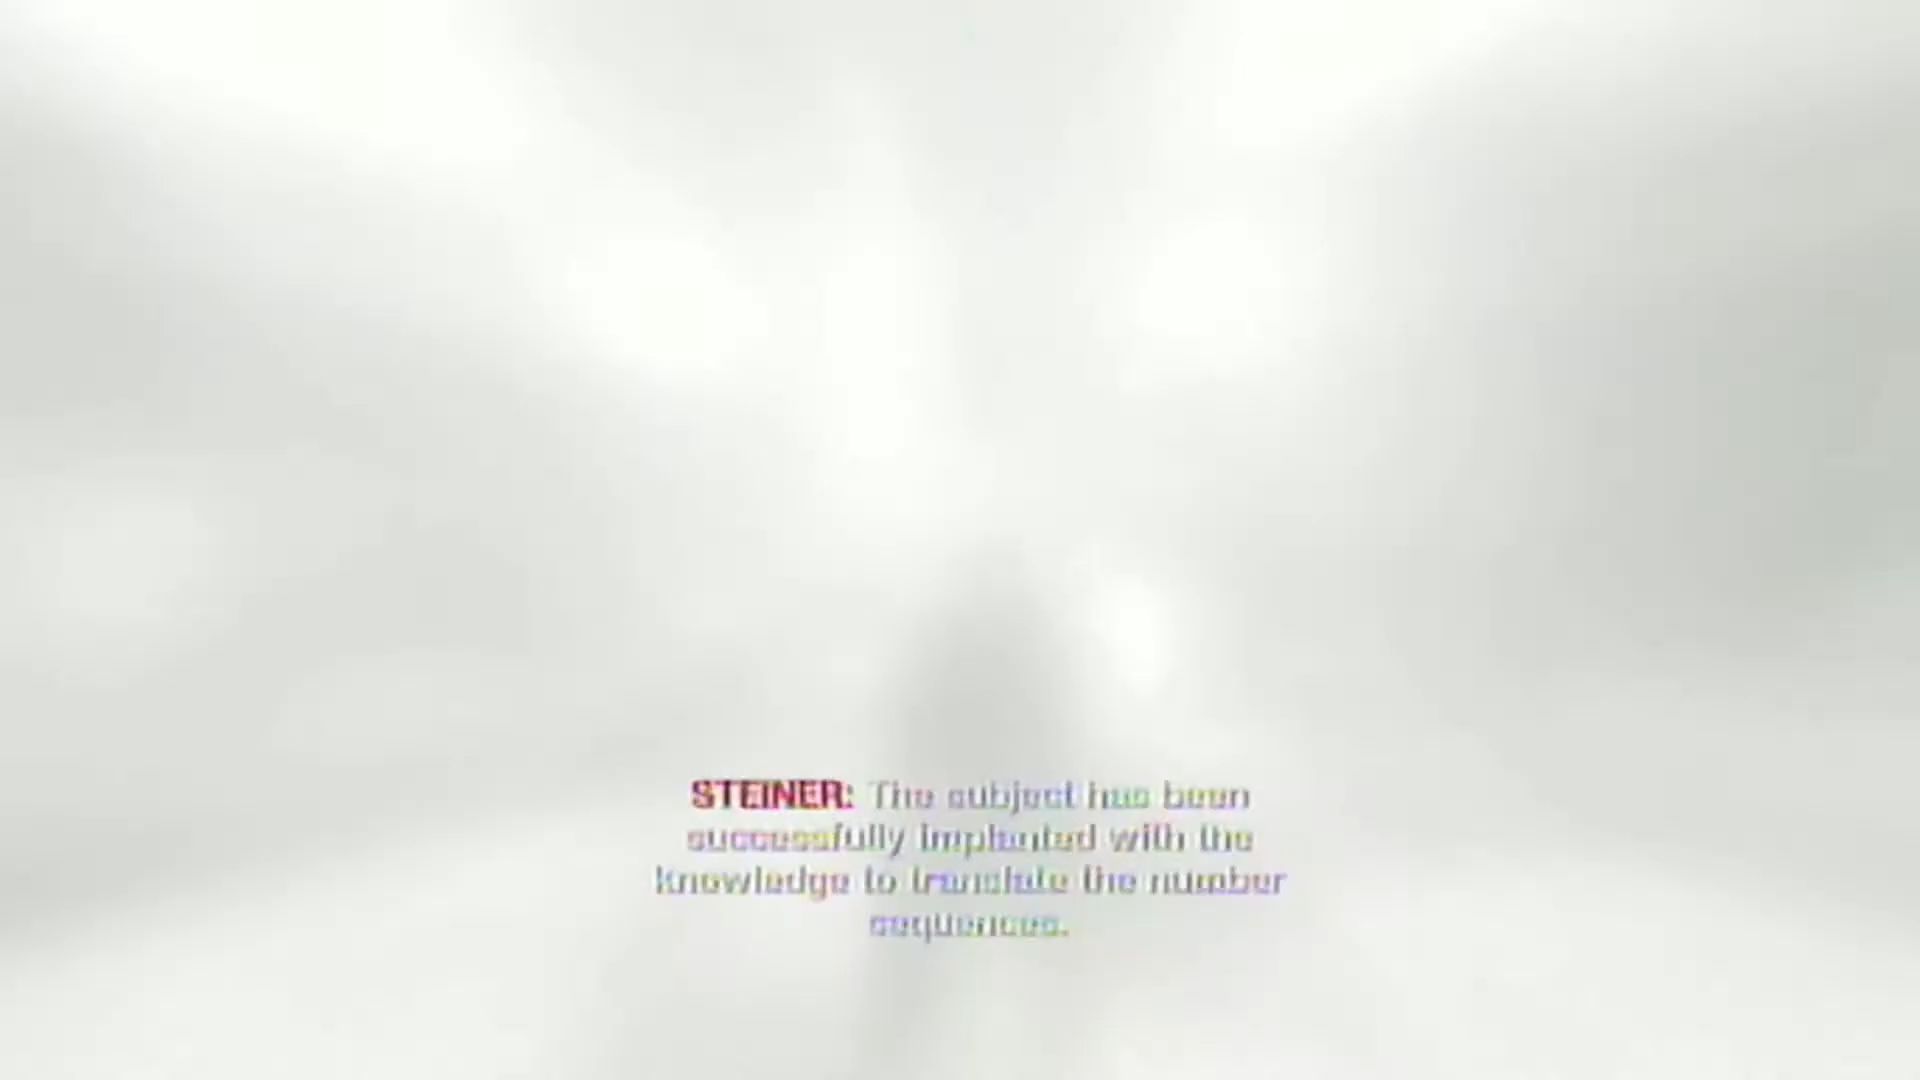 STEINER: The subject has been
successfully implanted with the
knowledge to translate the number
sequences.